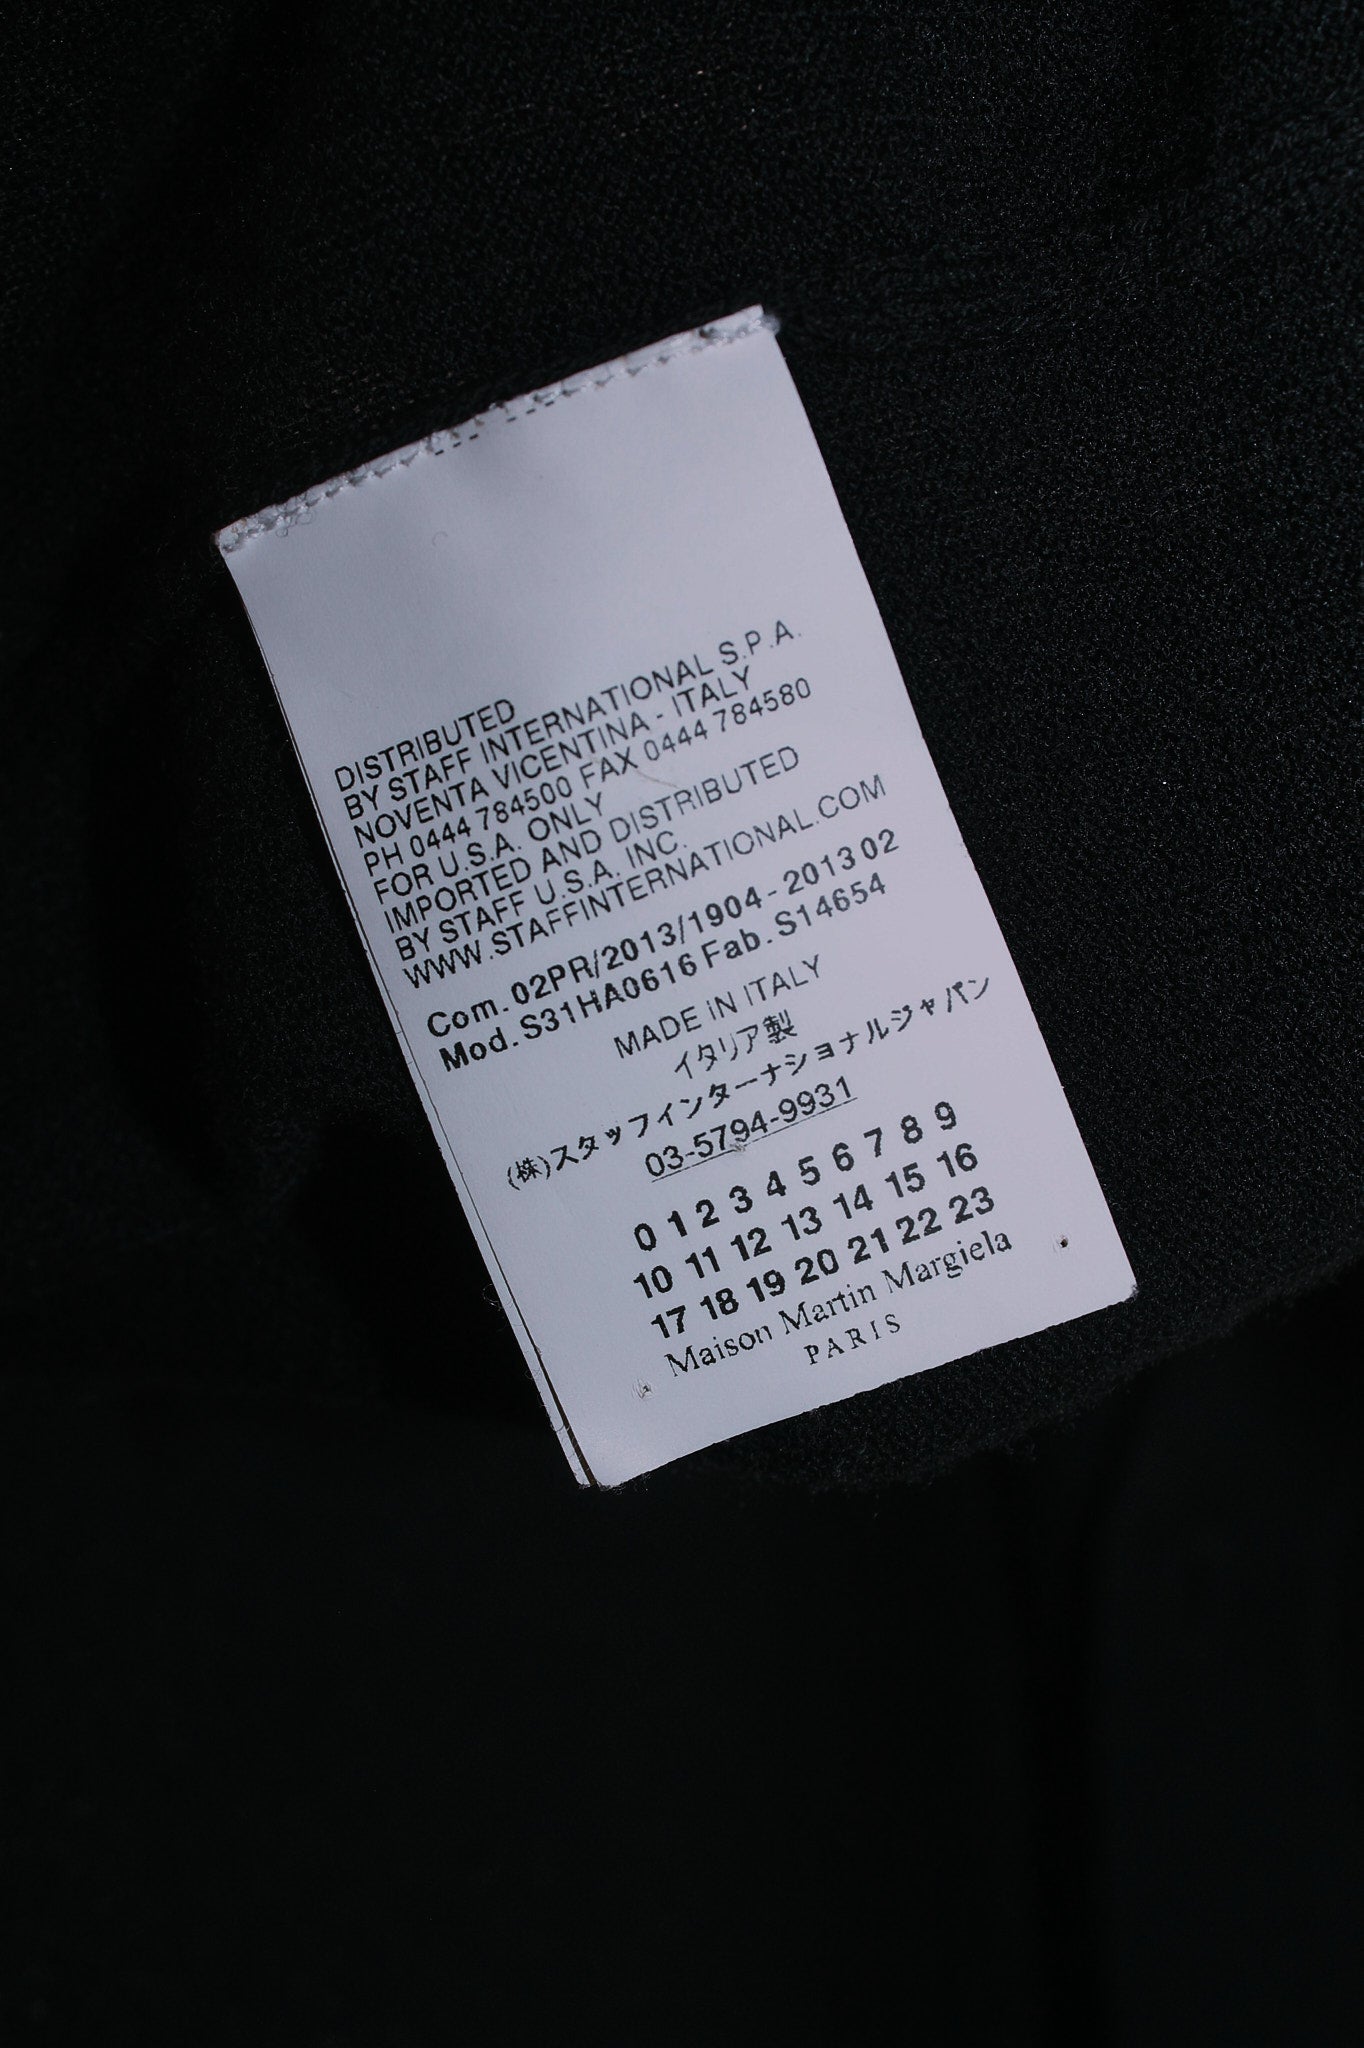 DISTRIBUTED
BY STAFF INTERNATIONAL S.P.A.
NOVENTA VICENTINA - ITALY
PH 0444 784500 FAX 0444 784580
FOR U.S.A. ONLY
IMPORTED AND DISTRIBUTED
BY STAFF U.S.A. INC.
WWW.STAFFINTERNATIONAL.COM
Com. 02PR/2013/1904 - 2013 02
Mod. S31HA0616 Fab. S14654
MADE IN ITALY
イタリア製
(株)スタッフインターナショナルジャパン
03-5794-9931
0 1 2 3 4 5 6 7 8 9
10 11 12 13 14 15 16
17 18 19 20 21 22 23
Maison Martin Margiela
PARIS